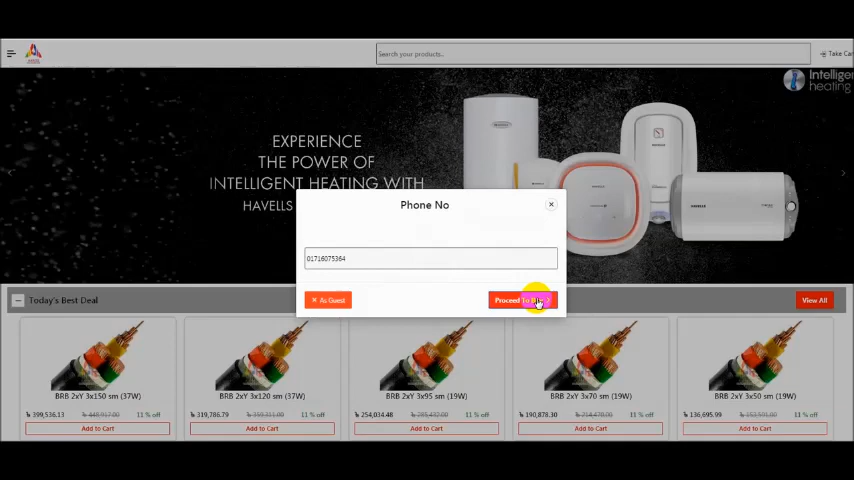 Search your products..
Take Car
Intelligen
heating
EXPERIENCE
THE POWER OF
INTELLIGENT HEATING WITH
HAVELLS
Phone No
01716075364
As Guest
Proceed To
Today's Best Deal
View All
BRB 2xY 3x150 sm (37W)
৳ 399,536.13 ৳ 448,917.00 11 % off
Add to Cart
BRB 2xY 3x120 sm (37W)
৳ 319,786.79 ৳ 359,311.00 11 % off
Add to Cart
BRB 2xY 3x95 sm (19W)
৳ 254,034.48 ৳ 285,432.00 11 % off
Add to Cart
BRB 2xY 3x70 sm (19W)
৳ 190,878.30 ৳ 214,470.00 11 % off
Add to Cart
BRB 2xY 3x50 sm (19W)
৳ 136,695.99 ৳ 153,591.00 11 % off
Add to Cart